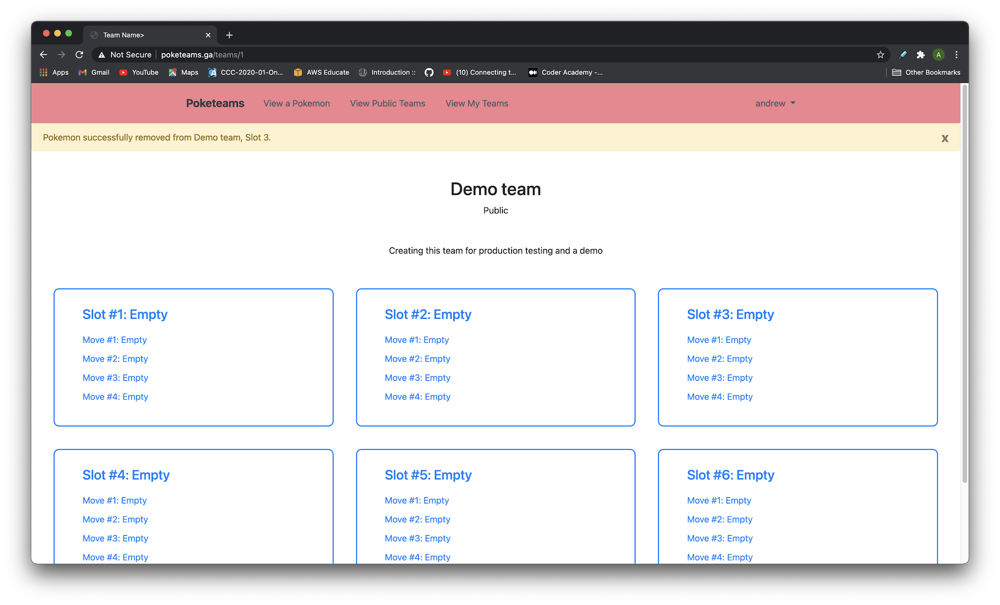 Team Name>
Not Secure poketeams.ga/teams/1 A
Apps Gmail YouTube Maps CCC-2020-01-On... AWS Educate Introduction :: (10) Connecting t... Coder Academy -... Other Bookmarks
Poketeams View a Pokemon View Public Teams View My Teams andrew
Pokemon successfully removed from Demo team, Slot 3. x
Demo team
Public
Creating this team for production testing and a demo
Slot #1: Empty
Move #1: Empty
Move #2: Empty
Move #3: Empty
Move #4: Empty
Slot #2: Empty
Move #1: Empty
Move #2: Empty
Move #3: Empty
Move #4: Empty
Slot #3: Empty
Move #1: Empty
Move #2: Empty
Move #3: Empty
Move #4: Empty
Slot #4: Empty
Move #1: Empty
Move #2: Empty
Move #3: Empty
Move #4: Empty
Slot #5: Empty
Move #1: Empty
Move #2: Empty
Move #3: Empty
Move #4: Empty
Slot #6: Empty
Move #1: Empty
Move #2: Empty
Move #3: Empty
Move #4: Empty